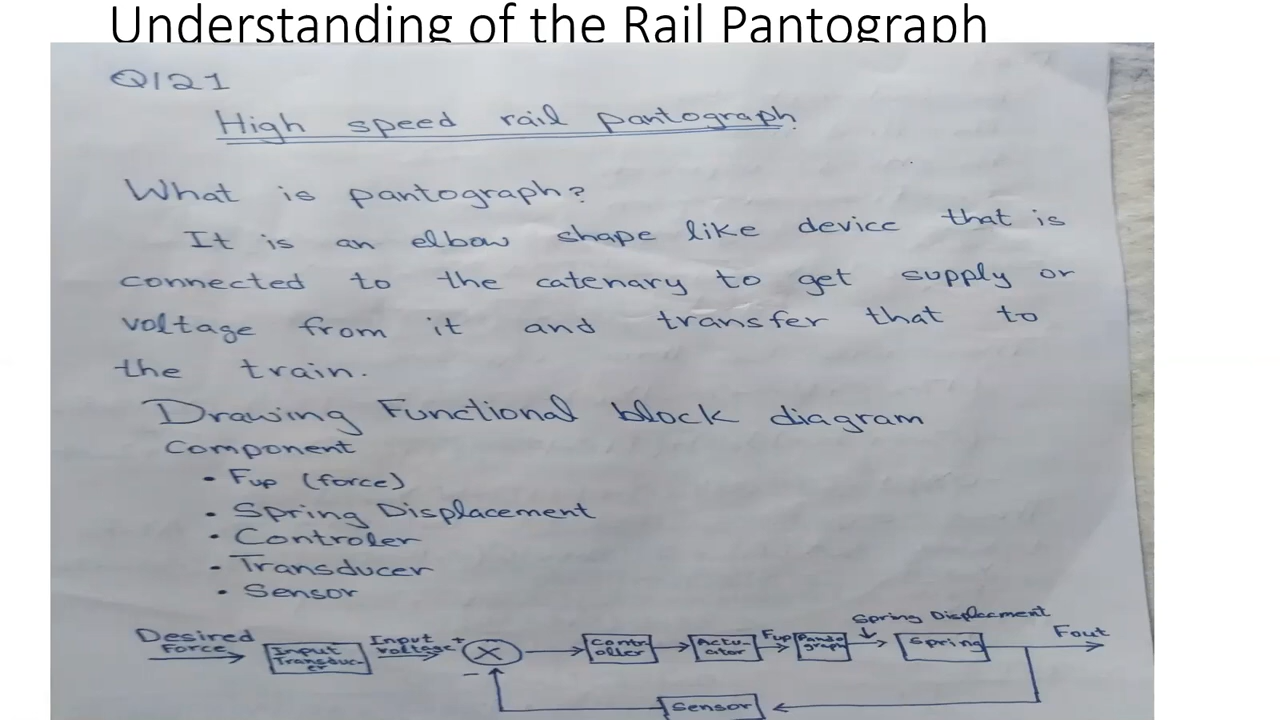 Understanding of the Rail Pantograph
Q121
High speed rail pantograph
What is pantograph?
It is an elbow shape like device that is
connected to the catenary to get supply or
voltage from it and transfer that to
the train.
Drawing Functional block diagram
Component
• Fup (force)
• Spring Displacement
• Controler
• Transducer
• Sensor
Spring Displacment
Desired Force
Input Transducer
Input voltage
+
-
X
Controller
Actuator
Fup
Pandograph
Spring
Fout
Sensor